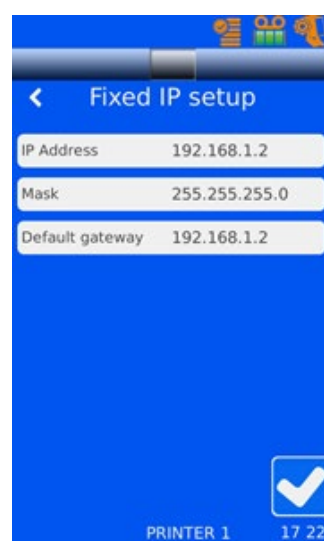 Fixed IP setup
IP Address 192.168.1.2
Mask 255.255.255.0
Default gateway 192.168.1.2
PRINTER 1 17 22